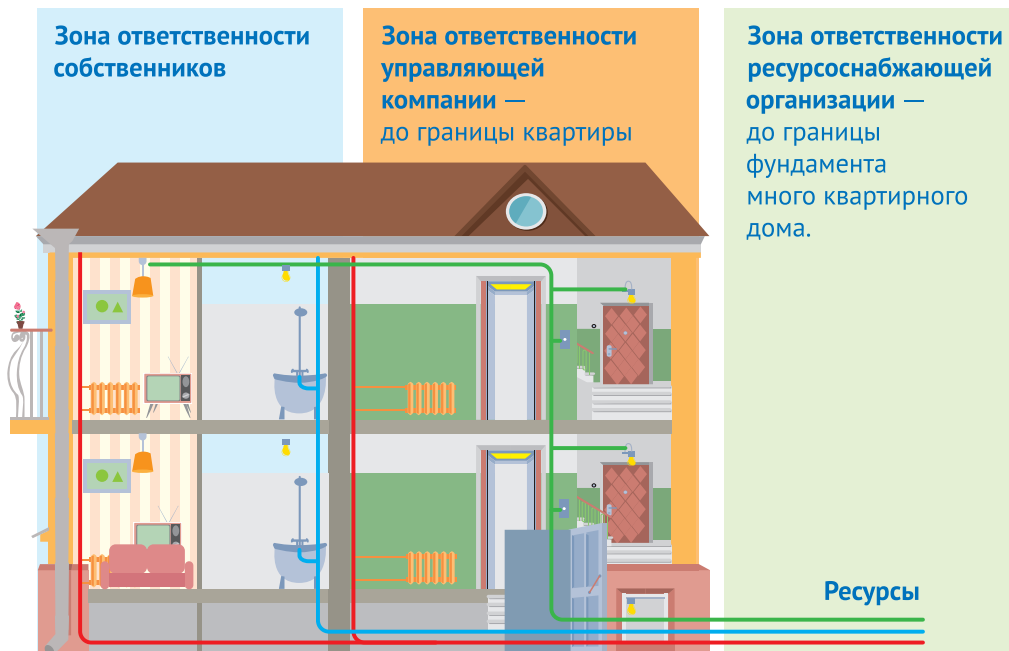 Зона ответственности
собственников
Зона ответственности
управляющей
компании —
до границы квартиры
Зона ответственности
ресурсоснабжающей
организации —
до границы
фундамента
много квартирного
дома.
Ресурсы